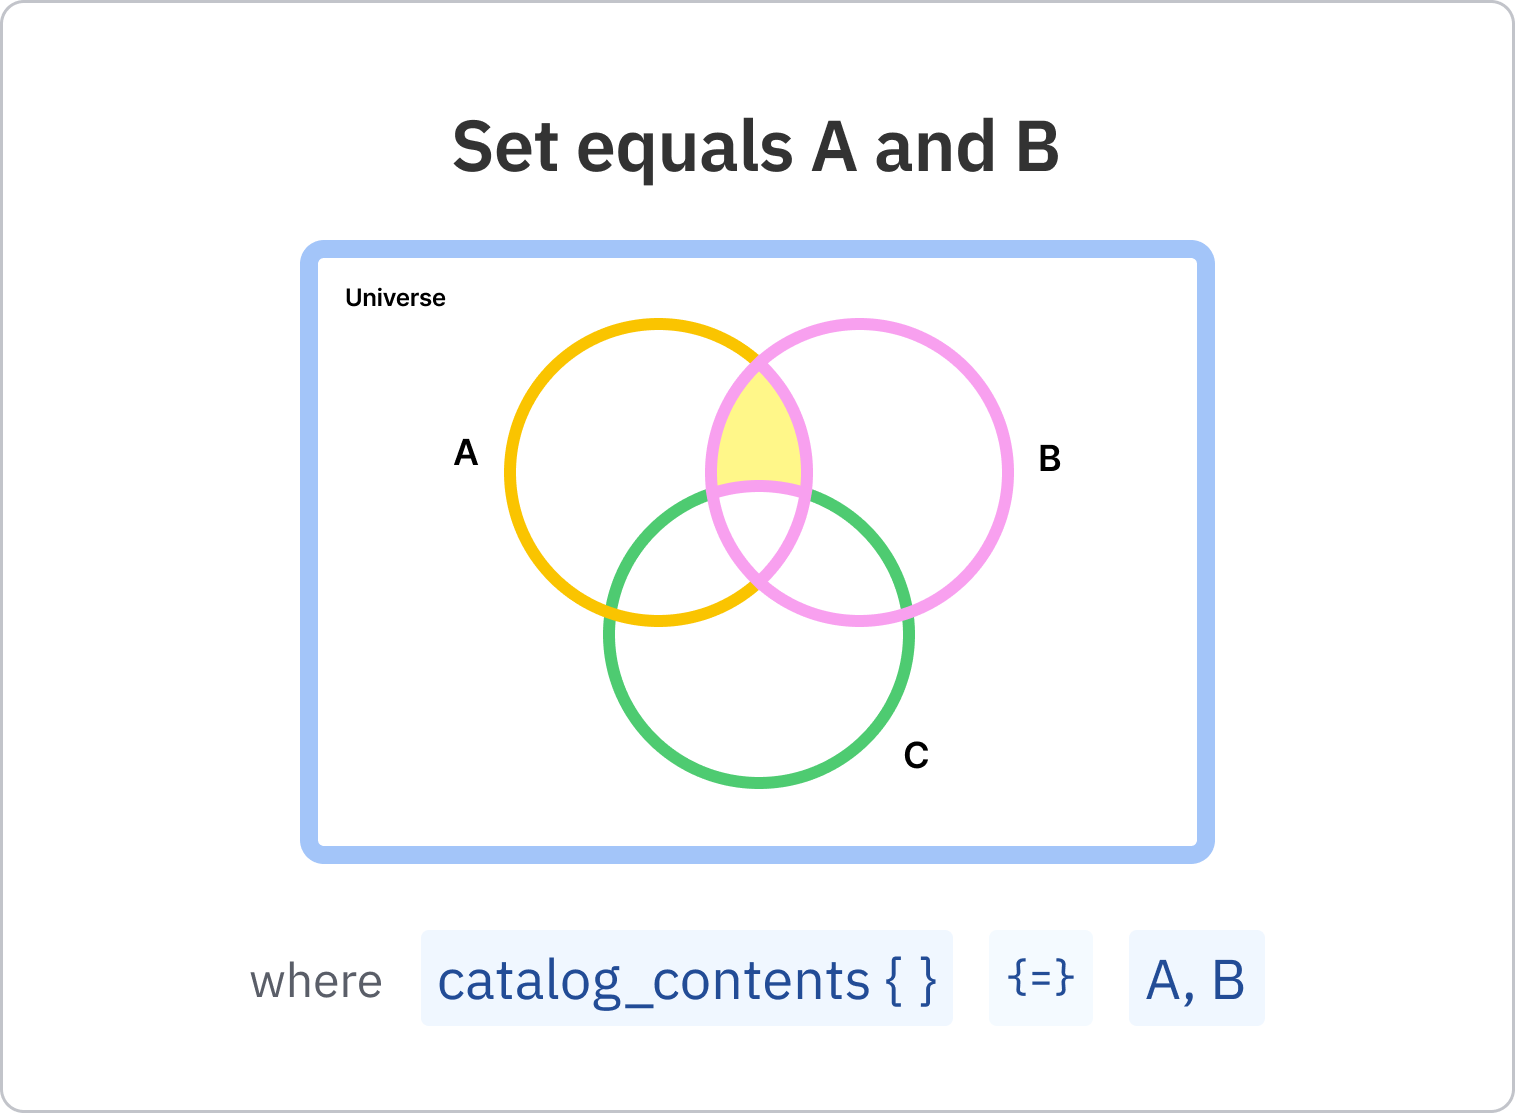 Set equals A and B
Universe
A
B
C
where catalog_contents { } {=} A, B